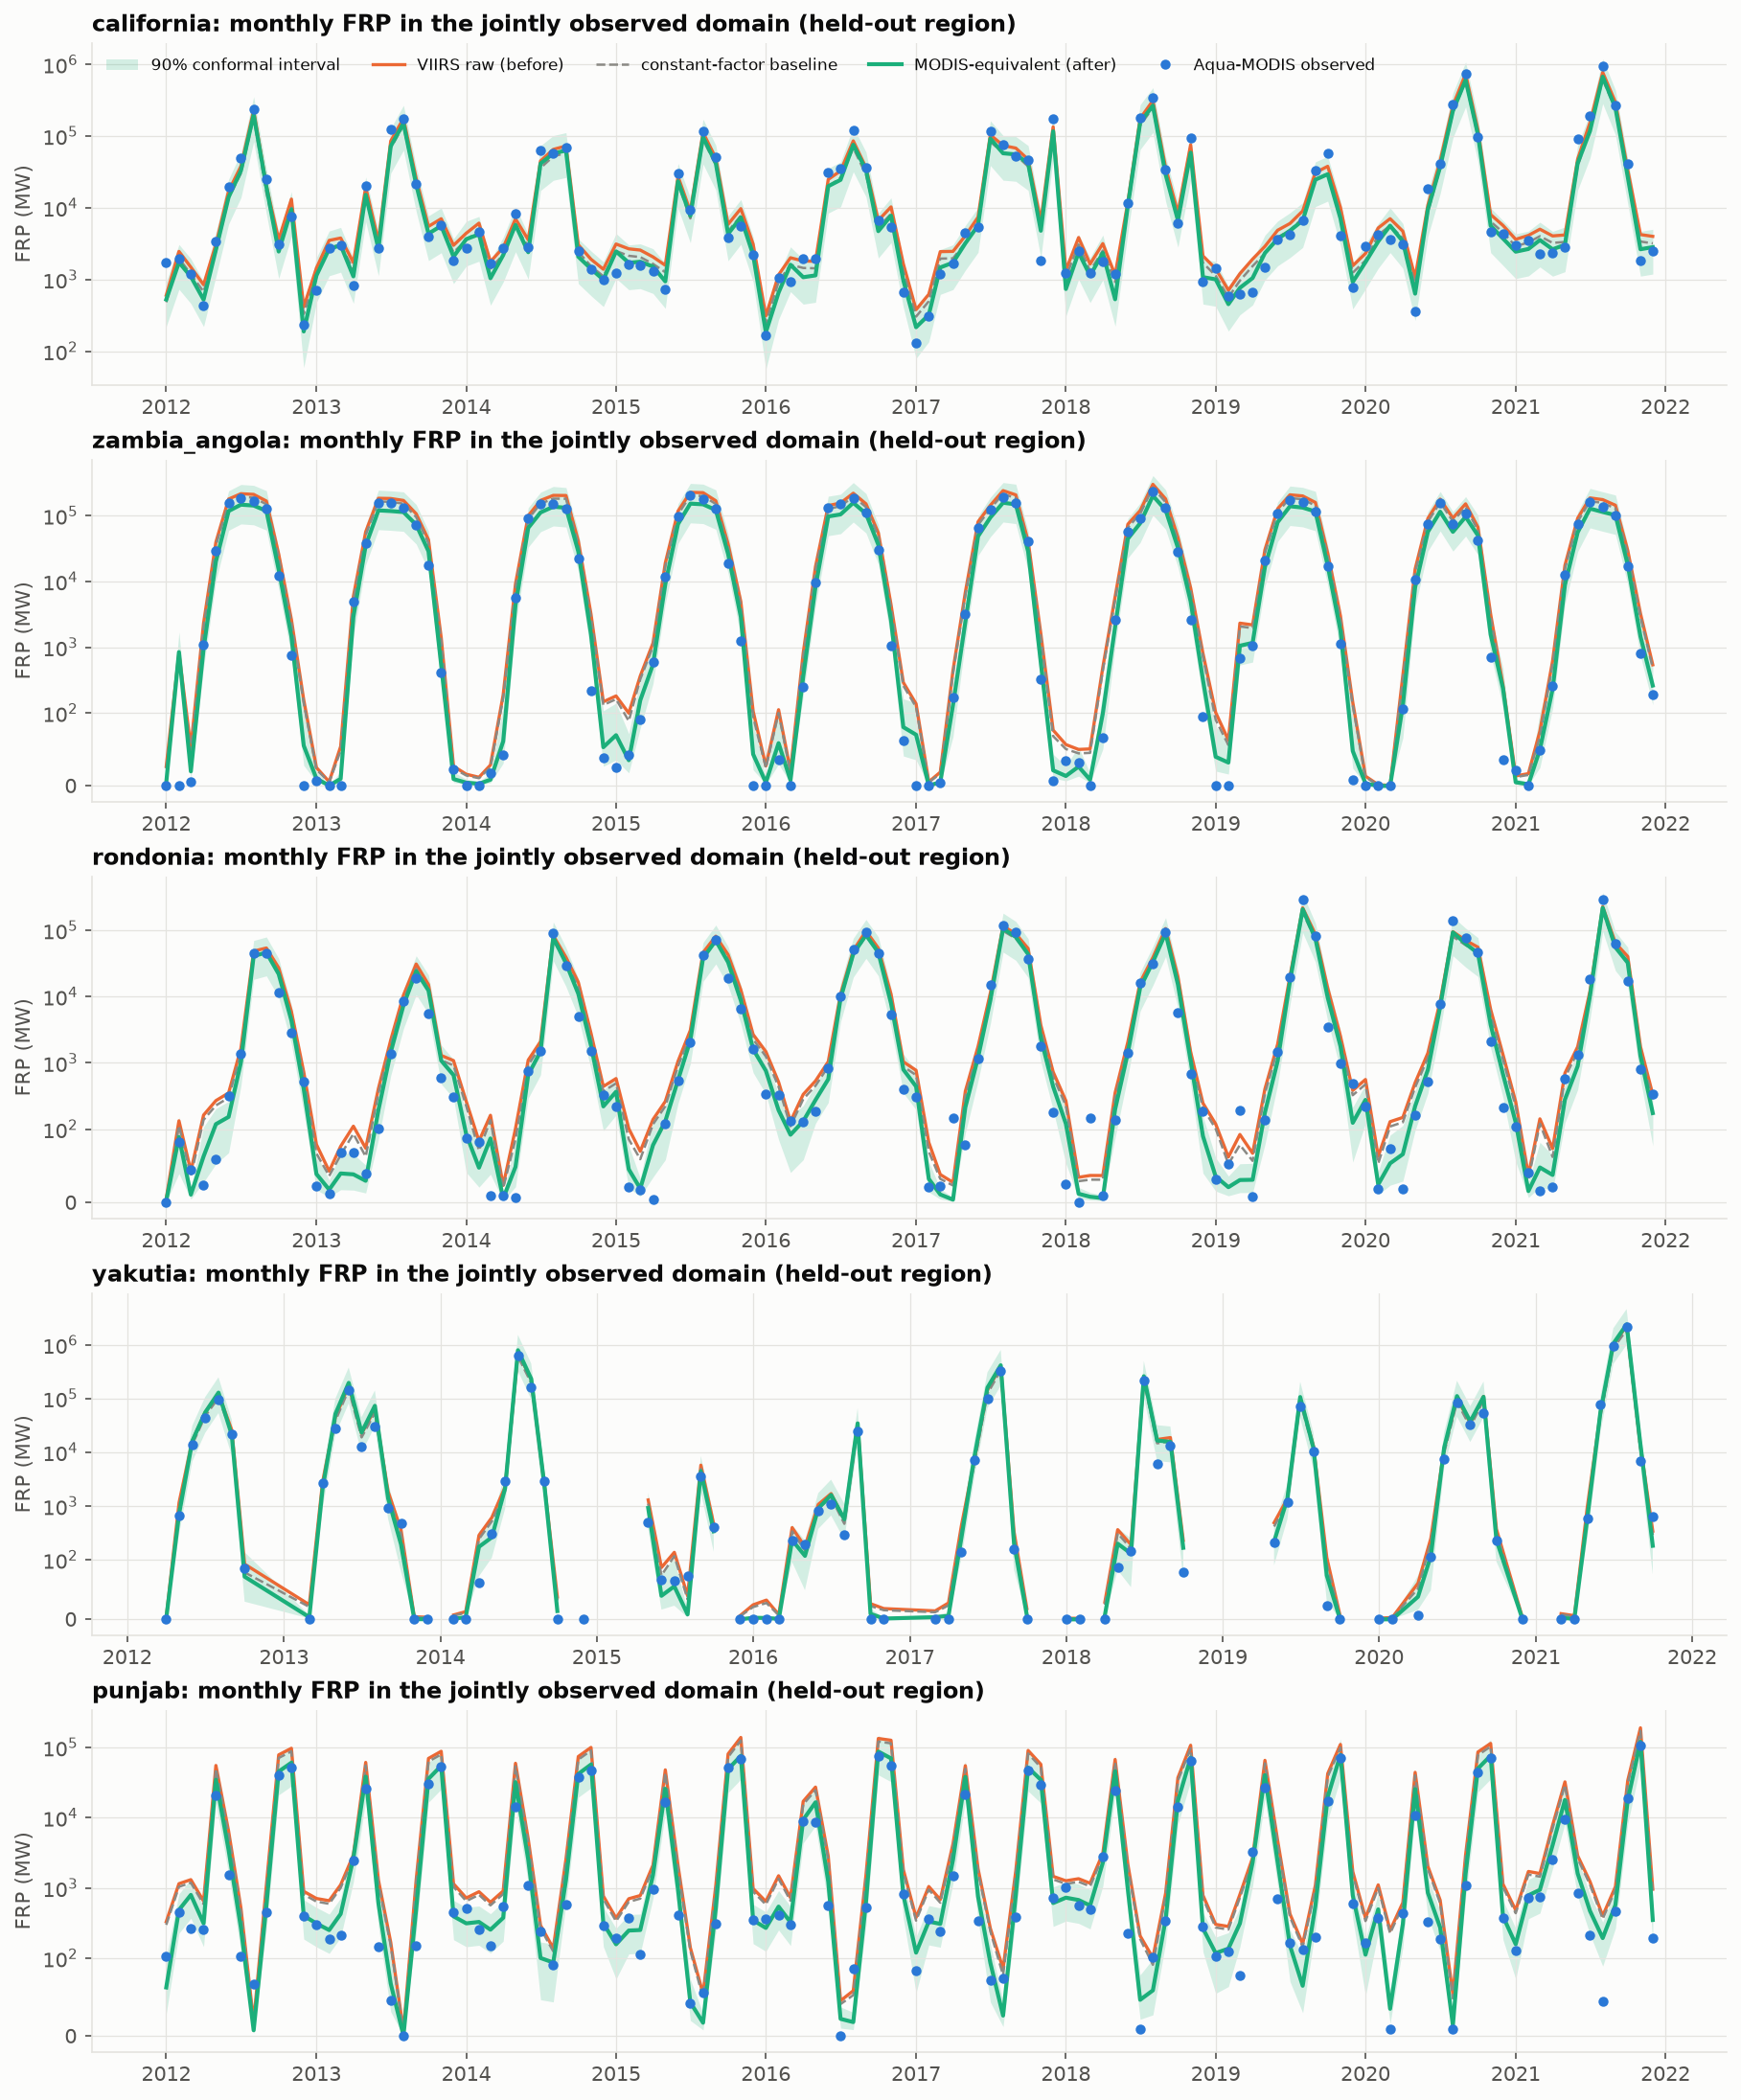 california: monthly FRP in the jointly observed domain (held-out region)
90% conformal interval VIIRS raw (before) constant-factor baseline MODIS-equivalent (after) Aqua-MODIS observed
FRP (MW)
10⁶
10⁵
10⁴
10³
10²
2012 2013 2014 2015 2016 2017 2018 2019 2020 2021 2022
zambia_angola: monthly FRP in the jointly observed domain (held-out region)
FRP (MW)
10⁵
10⁴
10³
10²
0
2012 2013 2014 2015 2016 2017 2018 2019 2020 2021 2022
rondonia: monthly FRP in the jointly observed domain (held-out region)
FRP (MW)
10⁵
10⁴
10³
10²
0
2012 2013 2014 2015 2016 2017 2018 2019 2020 2021 2022
yakutia: monthly FRP in the jointly observed domain (held-out region)
FRP (MW)
10⁶
10⁵
10⁴
10³
10²
0
2012 2013 2014 2015 2016 2017 2018 2019 2020 2021 2022
punjab: monthly FRP in the jointly observed domain (held-out region)
FRP (MW)
10⁵
10⁴
10³
10²
0
2012 2013 2014 2015 2016 2017 2018 2019 2020 2021 2022